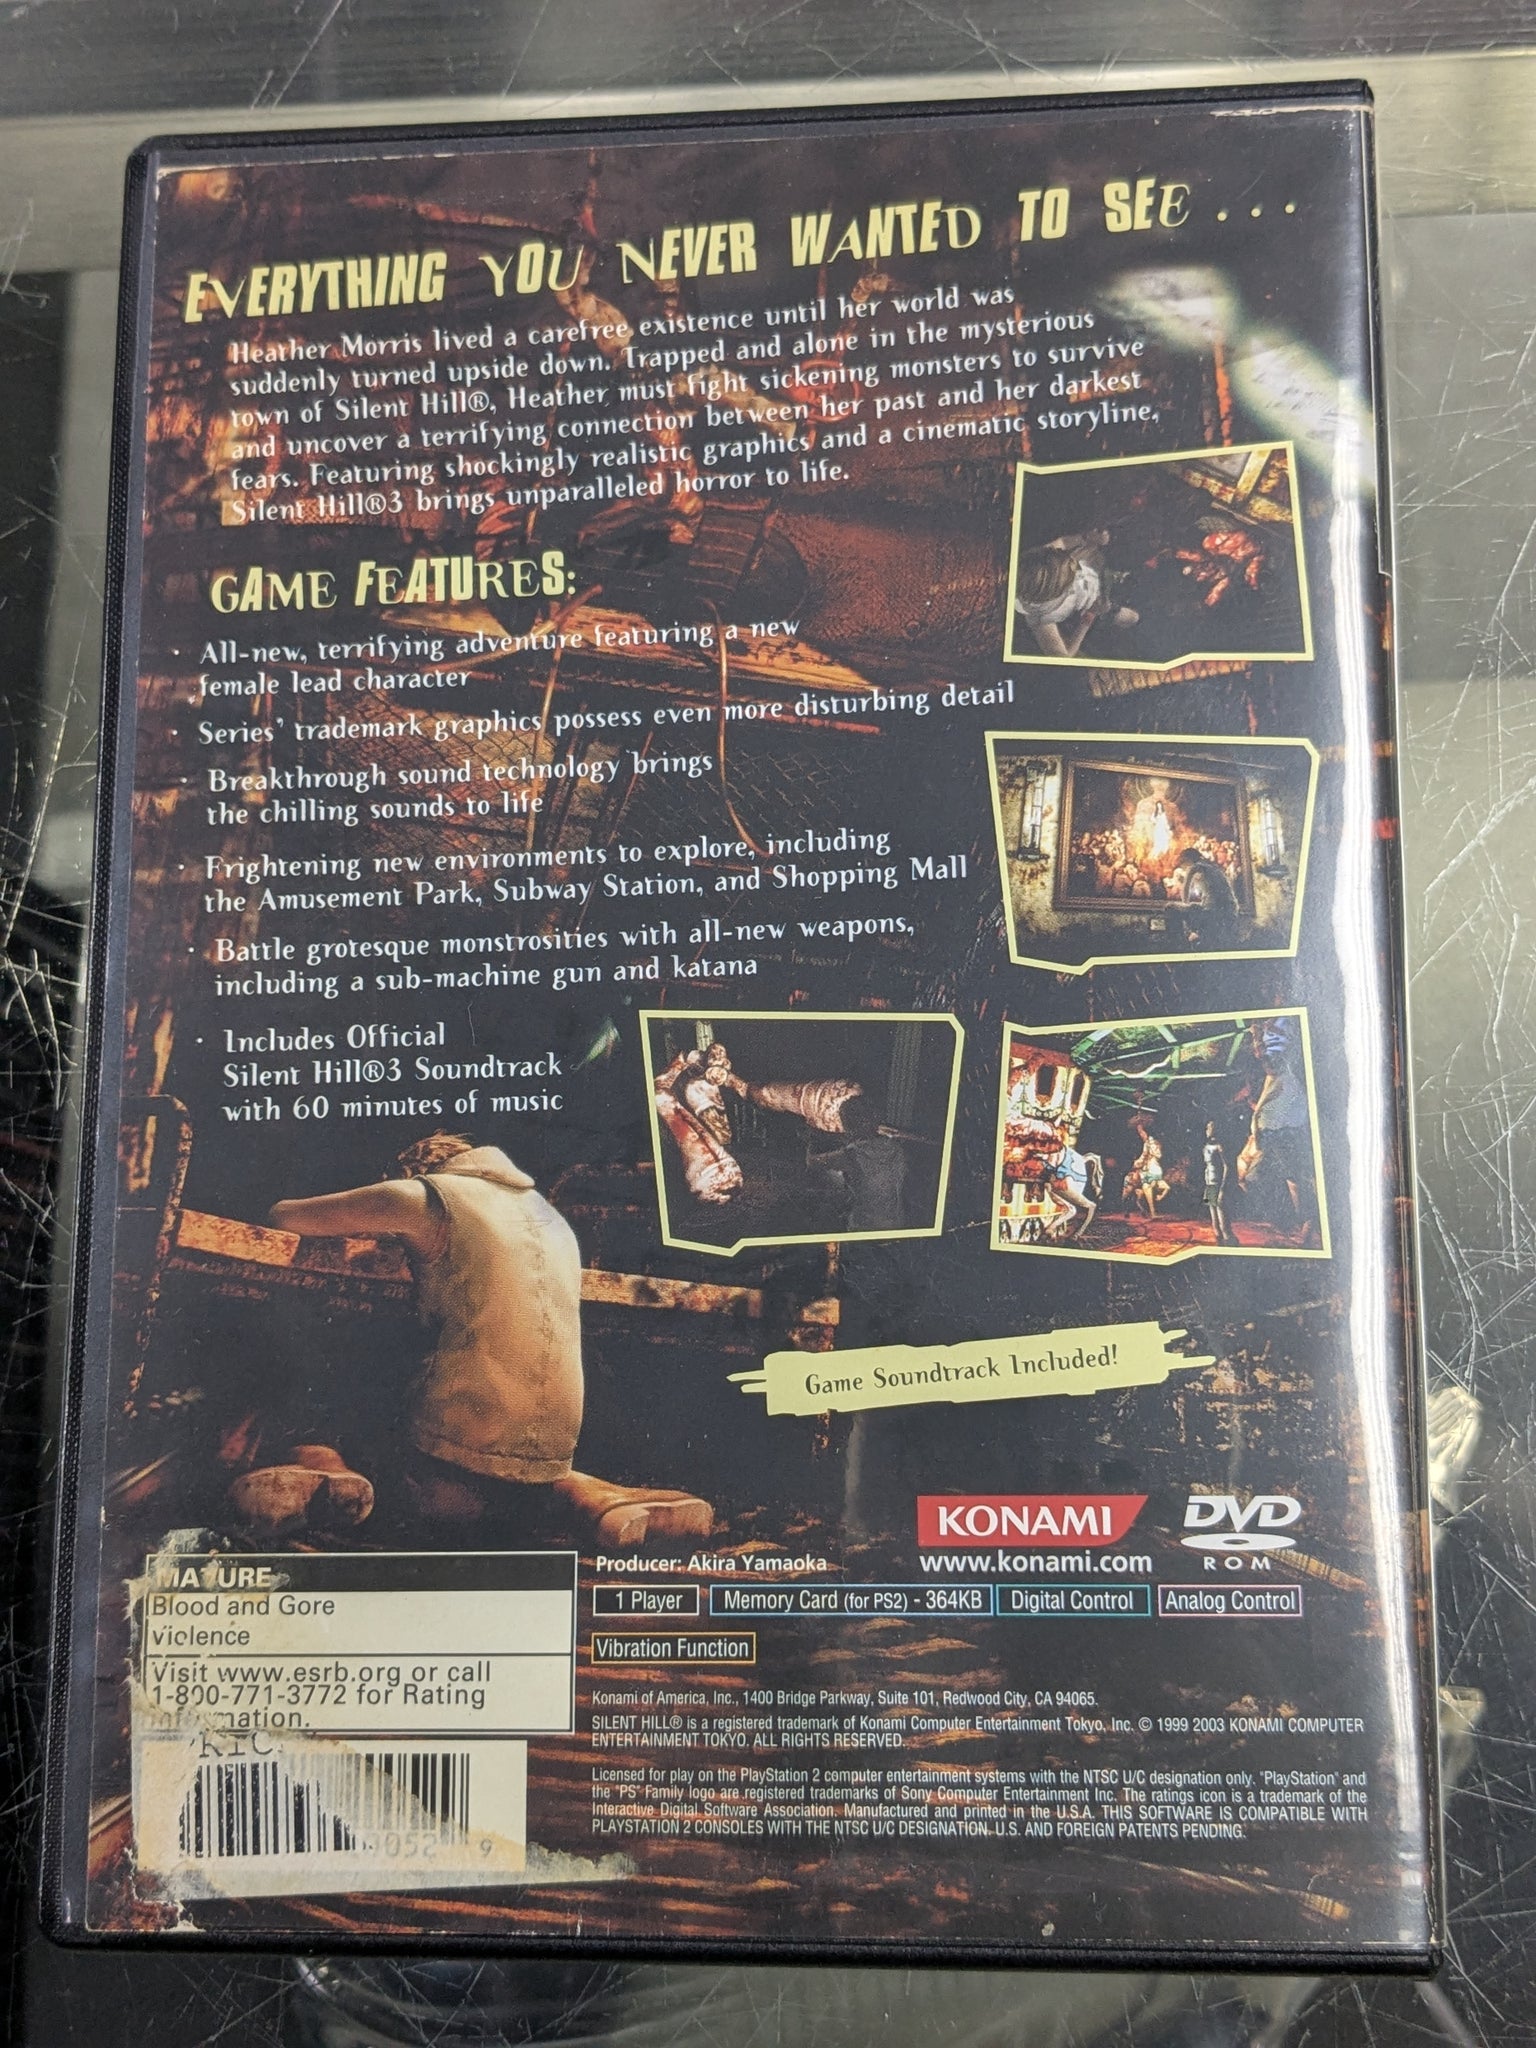 EVERYTHING YOU NEVER WANTED TO SEE . . .
Heather Morris lived a carefree existence until her world was
suddenly turned upside down. Trapped and alone in the mysterious
town of Silent Hill®, Heather must fight sickening monsters to survive
and uncover a terrifying connection between her past and her darkest
fears. Featuring shockingly realistic graphics and a cinematic storyline,
Silent Hill®3 brings unparalleled horror to life.
GAME FEATURES:
· All-new, terrifying adventure featuring a new
female lead character
· Series' trademark graphics possess even more disturbing detail
· Breakthrough sound technology brings
the chilling sounds to life
· Frightening new environments to explore, including
the Amusement Park, Subway Station, and Shopping Mall
· Battle grotesque monstrosities with all-new weapons,
including a sub-machine gun and katana
· Includes Official
Silent Hill®3 Soundtrack
with 60 minutes of music
Game Soundtrack Included!
KONAMI
www.konami.com
DVD
ROM
MATURE
Blood and Gore
Violence
Visit www.esrb.org or call
1-800-771-3772 for Rating
Information.
Producer: Akira Yamaoka
1 Player
Memory Card (for PS2) - 364KB
Digital Control
Analog Control
Vibration Function
Konami of America, Inc., 1400 Bridge Parkway, Suite 101, Redwood City, CA 94065.
SILENT HILL® is a registered trademark of Konami Computer Entertainment Tokyo, Inc. © 1999 2003 KONAMI COMPUTER
ENTERTAINMENT TOKYO. ALL RIGHTS RESERVED.
Licensed for play on the PlayStation 2 computer entertainment systems with the NTSC U/C designation only. "PlayStation" and
the "PS" Family logo are registered trademarks of Sony Computer Entertainment Inc. The ratings icon is a trademark of the
Interactive Digital Software Association. Manufactured and printed in the U.S.A. THIS SOFTWARE IS COMPATIBLE WITH
PLAYSTATION 2 CONSOLES WITH THE NTSC U/C DESIGNATION. U.S. AND FOREIGN PATENTS PENDING.
052 9